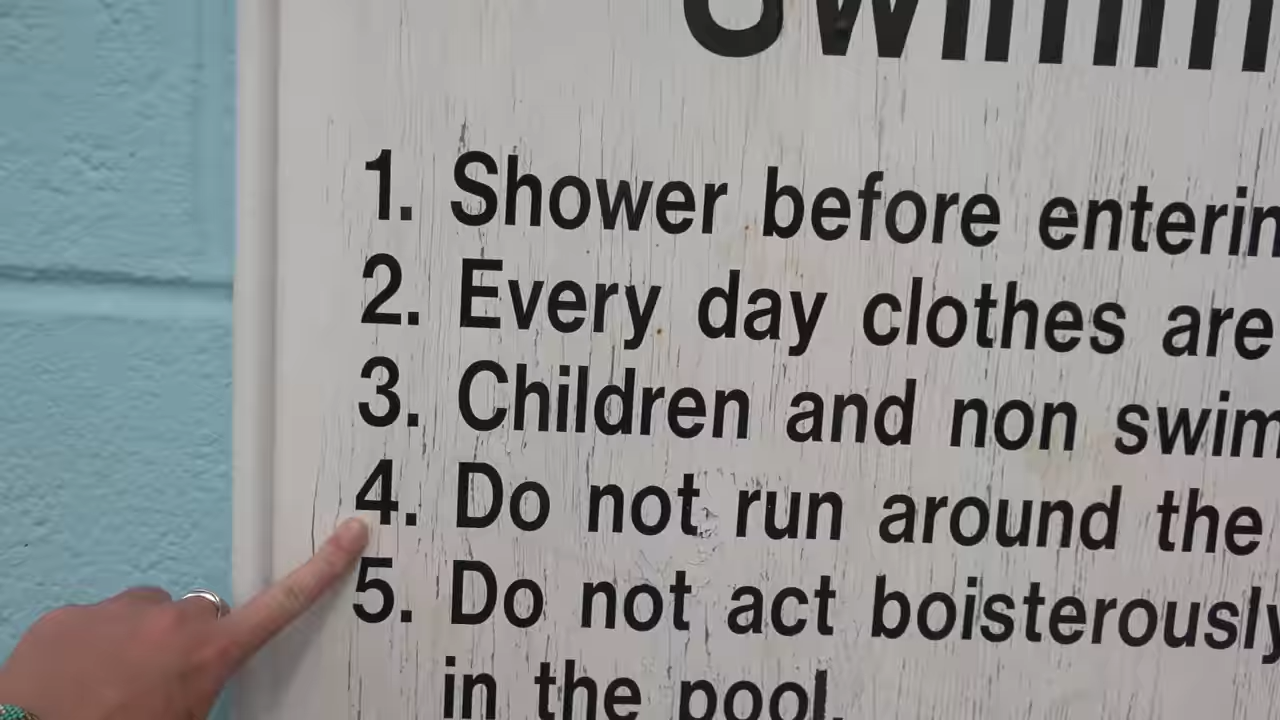 Swimm
1. Shower before enterin
2. Every day clothes are
3. Children and non swim
4. Do not run around the
5. Do not act boisterously
in the pool.